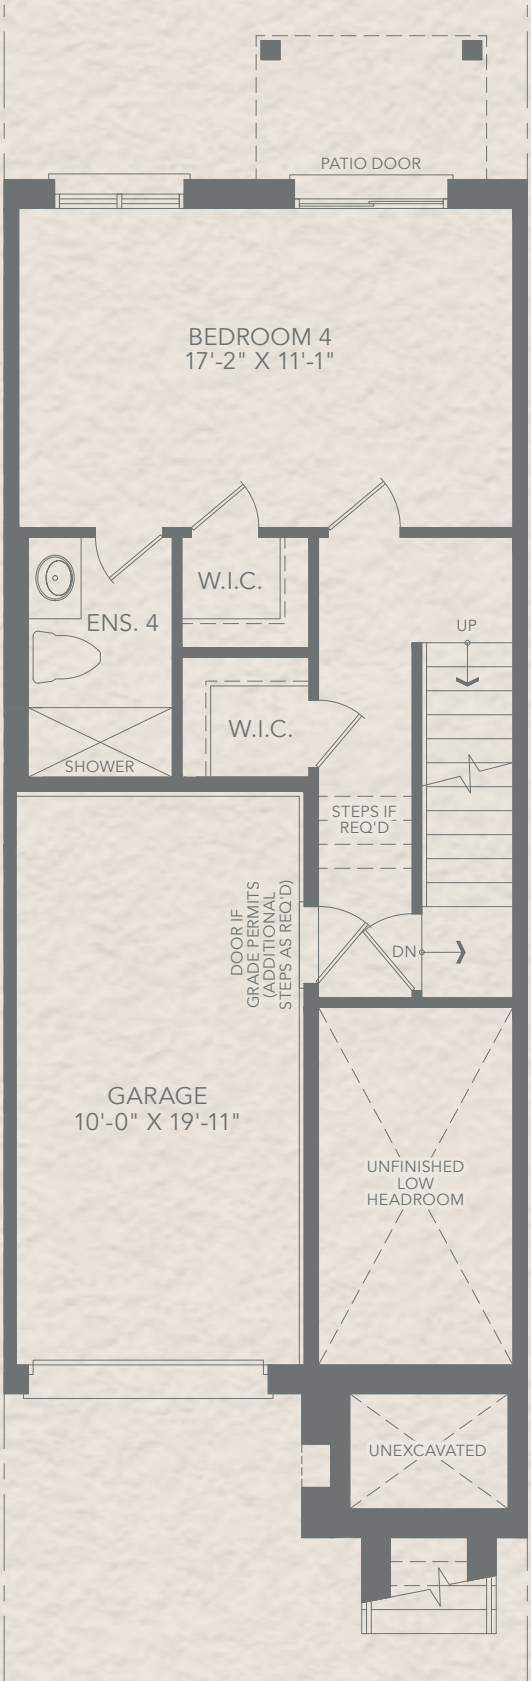 PATIO DOOR
BEDROOM 4
17'-2" X 11'-1"
W.I.C.
ENS. 4
UP
W.I.C.
SHOWER
STEPS IF
REQ'D
DOOR IF
GRADE PERMITS
(ADDITIONAL
STEPS AS REQ'D)
DN
GARAGE
10'-0" X 19'-11"
UNFINISHED
LOW
HEADROOM
UNEXCAVATED